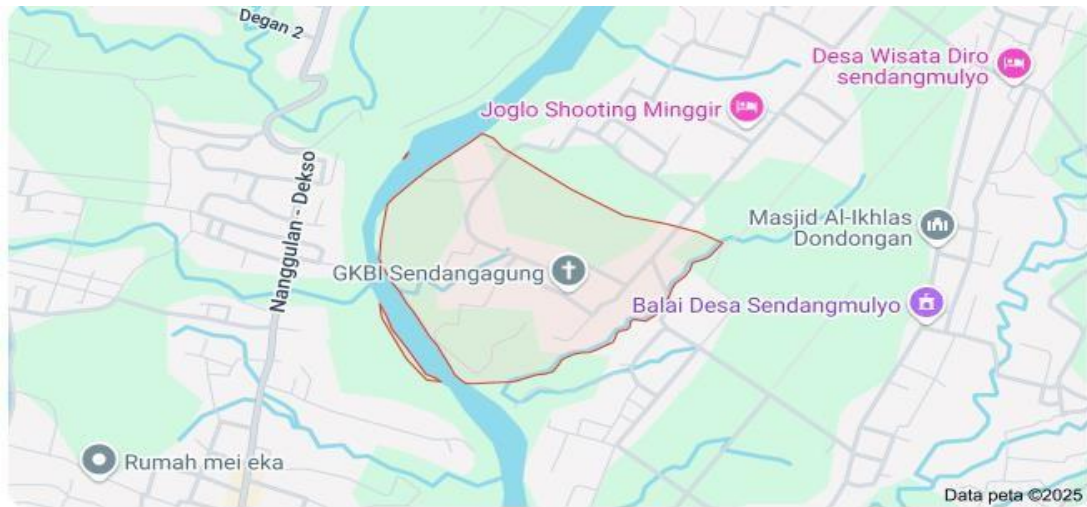 Degan 2
Desa Wisata Diro
sendangmulyo
Joglo Shooting Minggir
Nanggulan - Dekso
Masjid Al-Ikhlas
Dondongan
GKBI Sendangagung
Balai Desa Sendangmulyo
Rumah mei eka
Data peta ©2025